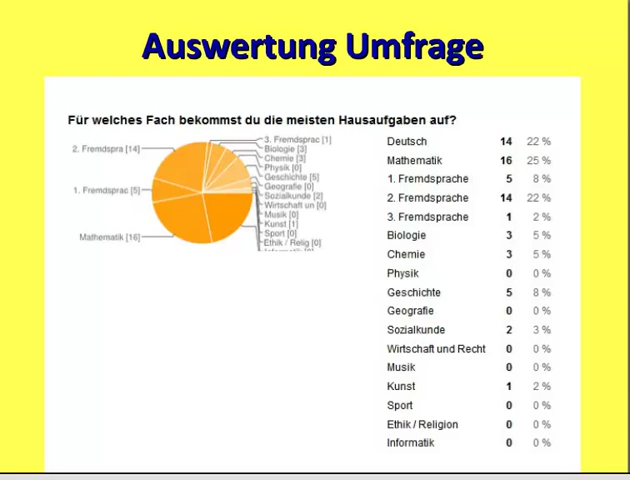 Auswertung Umfrage
Für welches Fach bekommst du die meisten Hausaufgaben auf?
2. Fremdspra [14]
1. Fremdsprac [5]
Mathematik [16]
3. Fremdsprac [1]
Biologie [3]
Chemie [3]
Physik [0]
Geschichte [5]
Geografie [0]
Sozialkunde [2]
Wirtschaft un [0]
Musik [0]
Kunst [1]
Sport [0]
Ethik / Relig [0]
Deutsch 14 22 %
Mathematik 16 25 %
1. Fremdsprache 5 8 %
2. Fremdsprache 14 22 %
3. Fremdsprache 1 2 %
Biologie 3 5 %
Chemie 3 5 %
Physik 0 0 %
Geschichte 5 8 %
Geografie 0 0 %
Sozialkunde 2 3 %
Wirtschaft und Recht 0 0 %
Musik 0 0 %
Kunst 1 2 %
Sport 0 0 %
Ethik / Religion 0 0 %
Informatik 0 0 %